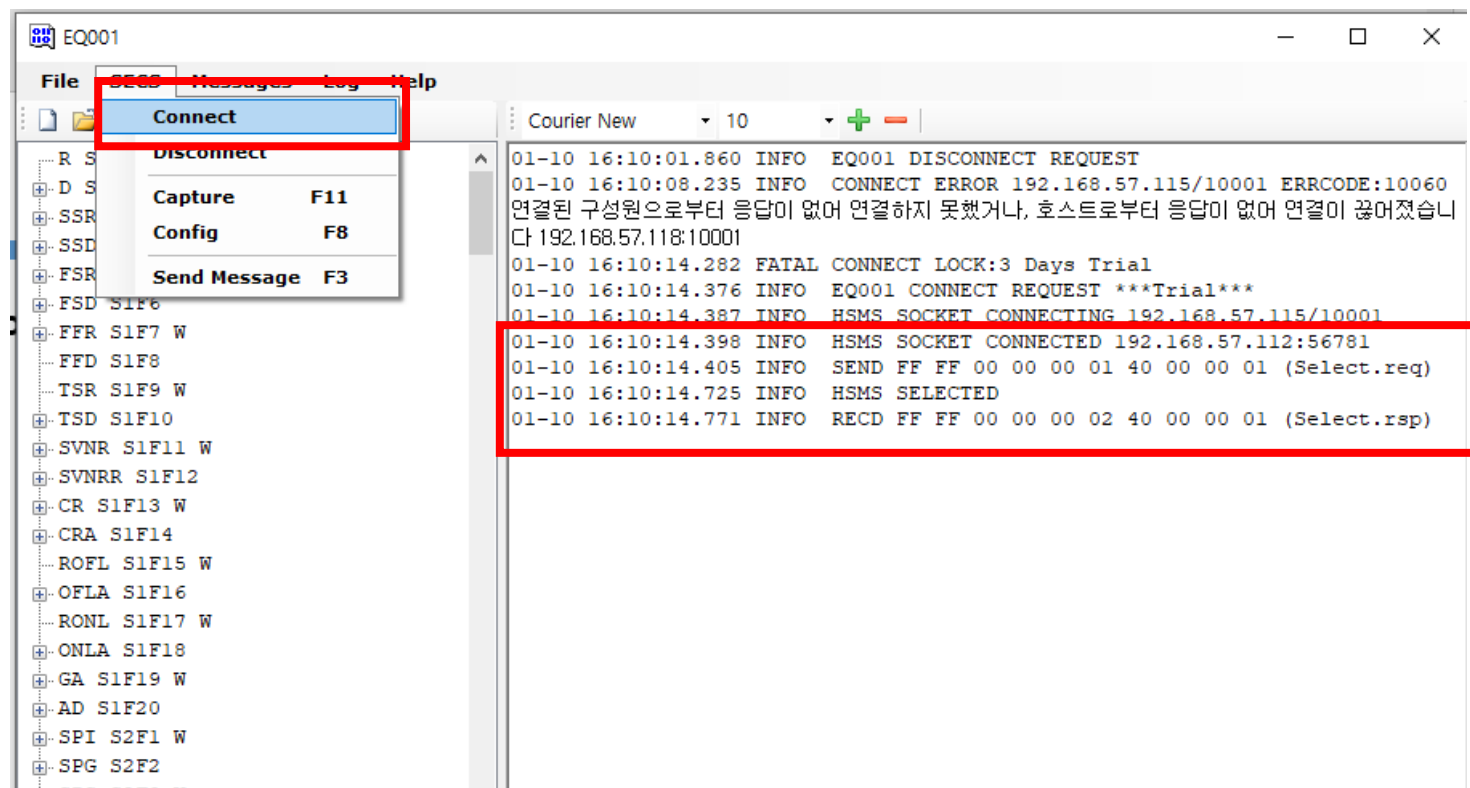 EQ001
File SECS Messages Log Help
Connect
Disconnect
Capture F11
Config F8
Send Message F3
Courier New 10
R S
D S
SSR
SSD
FSR
FSD S1F6
FFR S1F7 W
FFD S1F8
TSR S1F9 W
TSD S1F10
SVNR S1F11 W
SVNRR S1F12
CR S1F13 W
CRA S1F14
ROFL S1F15 W
OFLA S1F16
RONL S1F17 W
ONLA S1F18
GA S1F19 W
AD S1F20
SPI S2F1 W
SPG S2F2
01-10 16:10:01.860 INFO EQ001 DISCONNECT REQUEST
01-10 16:10:08.235 INFO CONNECT ERROR 192.168.57.115/10001 ERRCODE:10060
연결된 구성원으로부터 응답이 없어 연결하지 못했거나, 호스트로부터 응답이 없어 연결이 끊어졌습니
다 192.168.57.118:10001
01-10 16:10:14.282 FATAL CONNECT LOCK:3 Days Trial
01-10 16:10:14.376 INFO EQ001 CONNECT REQUEST ***Trial***
01-10 16:10:14.387 INFO HSMS SOCKET CONNECTING 192.168.57.115/10001
01-10 16:10:14.398 INFO HSMS SOCKET CONNECTED 192.168.57.112:56781
01-10 16:10:14.405 INFO SEND FF FF 00 00 00 01 40 00 00 01 (Select.req)
01-10 16:10:14.725 INFO HSMS SELECTED
01-10 16:10:14.771 INFO RECD FF FF 00 00 00 02 40 00 00 01 (Select.rsp)